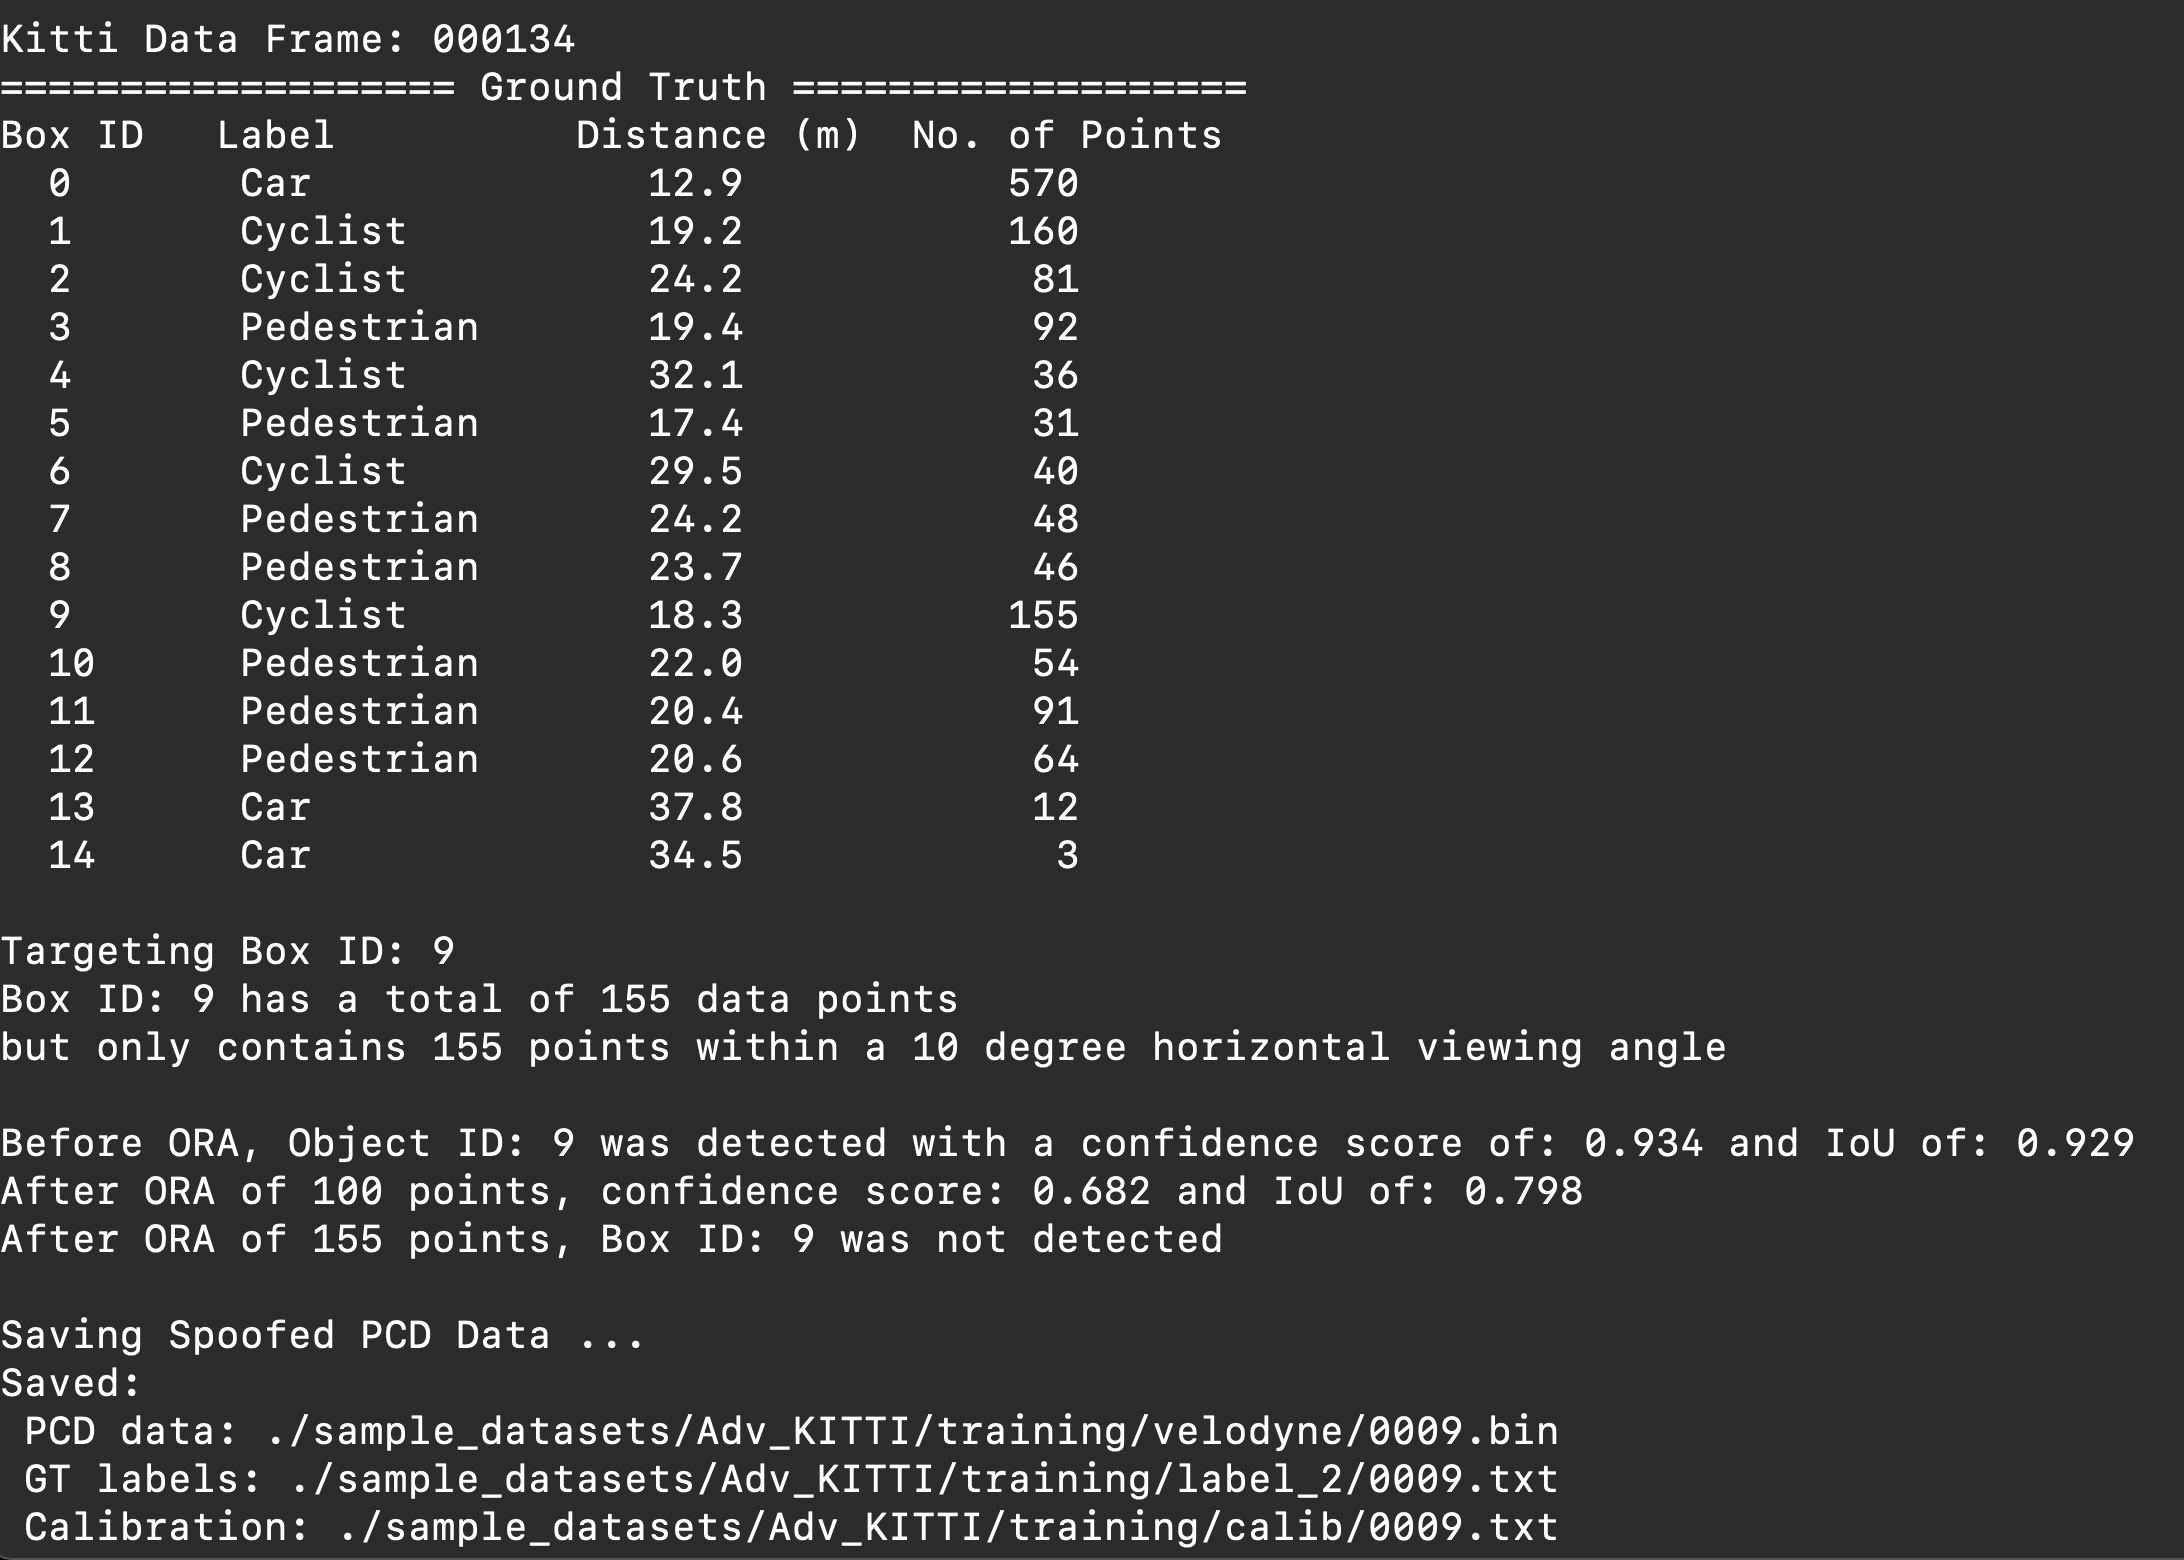 Kitti Data Frame: 000134
=================== Ground Truth ===================
Box ID   Label          Distance (m)  No. of Points
  0       Car              12.9           570
  1       Cyclist          19.2           160
  2       Cyclist          24.2            81
  3       Pedestrian       19.4            92
  4       Cyclist          32.1            36
  5       Pedestrian       17.4            31
  6       Cyclist          29.5            40
  7       Pedestrian       24.2            48
  8       Pedestrian       23.7            46
  9       Cyclist          18.3           155
  10      Pedestrian       22.0            54
  11      Pedestrian       20.4            91
  12      Pedestrian       20.6            64
  13      Car              37.8            12
  14      Car              34.5             3
Targeting Box ID: 9
Box ID: 9 has a total of 155 data points
but only contains 155 points within a 10 degree horizontal viewing angle
Before ORA, Object ID: 9 was detected with a confidence score of: 0.934 and IoU of: 0.929
After ORA of 100 points, confidence score: 0.682 and IoU of: 0.798
After ORA of 155 points, Box ID: 9 was not detected
Saving Spoofed PCD Data ...
Saved:
 PCD data: ./sample_datasets/Adv_KITTI/training/velodyne/0009.bin
 GT labels: ./sample_datasets/Adv_KITTI/training/label_2/0009.txt
 Calibration: ./sample_datasets/Adv_KITTI/training/calib/0009.txt